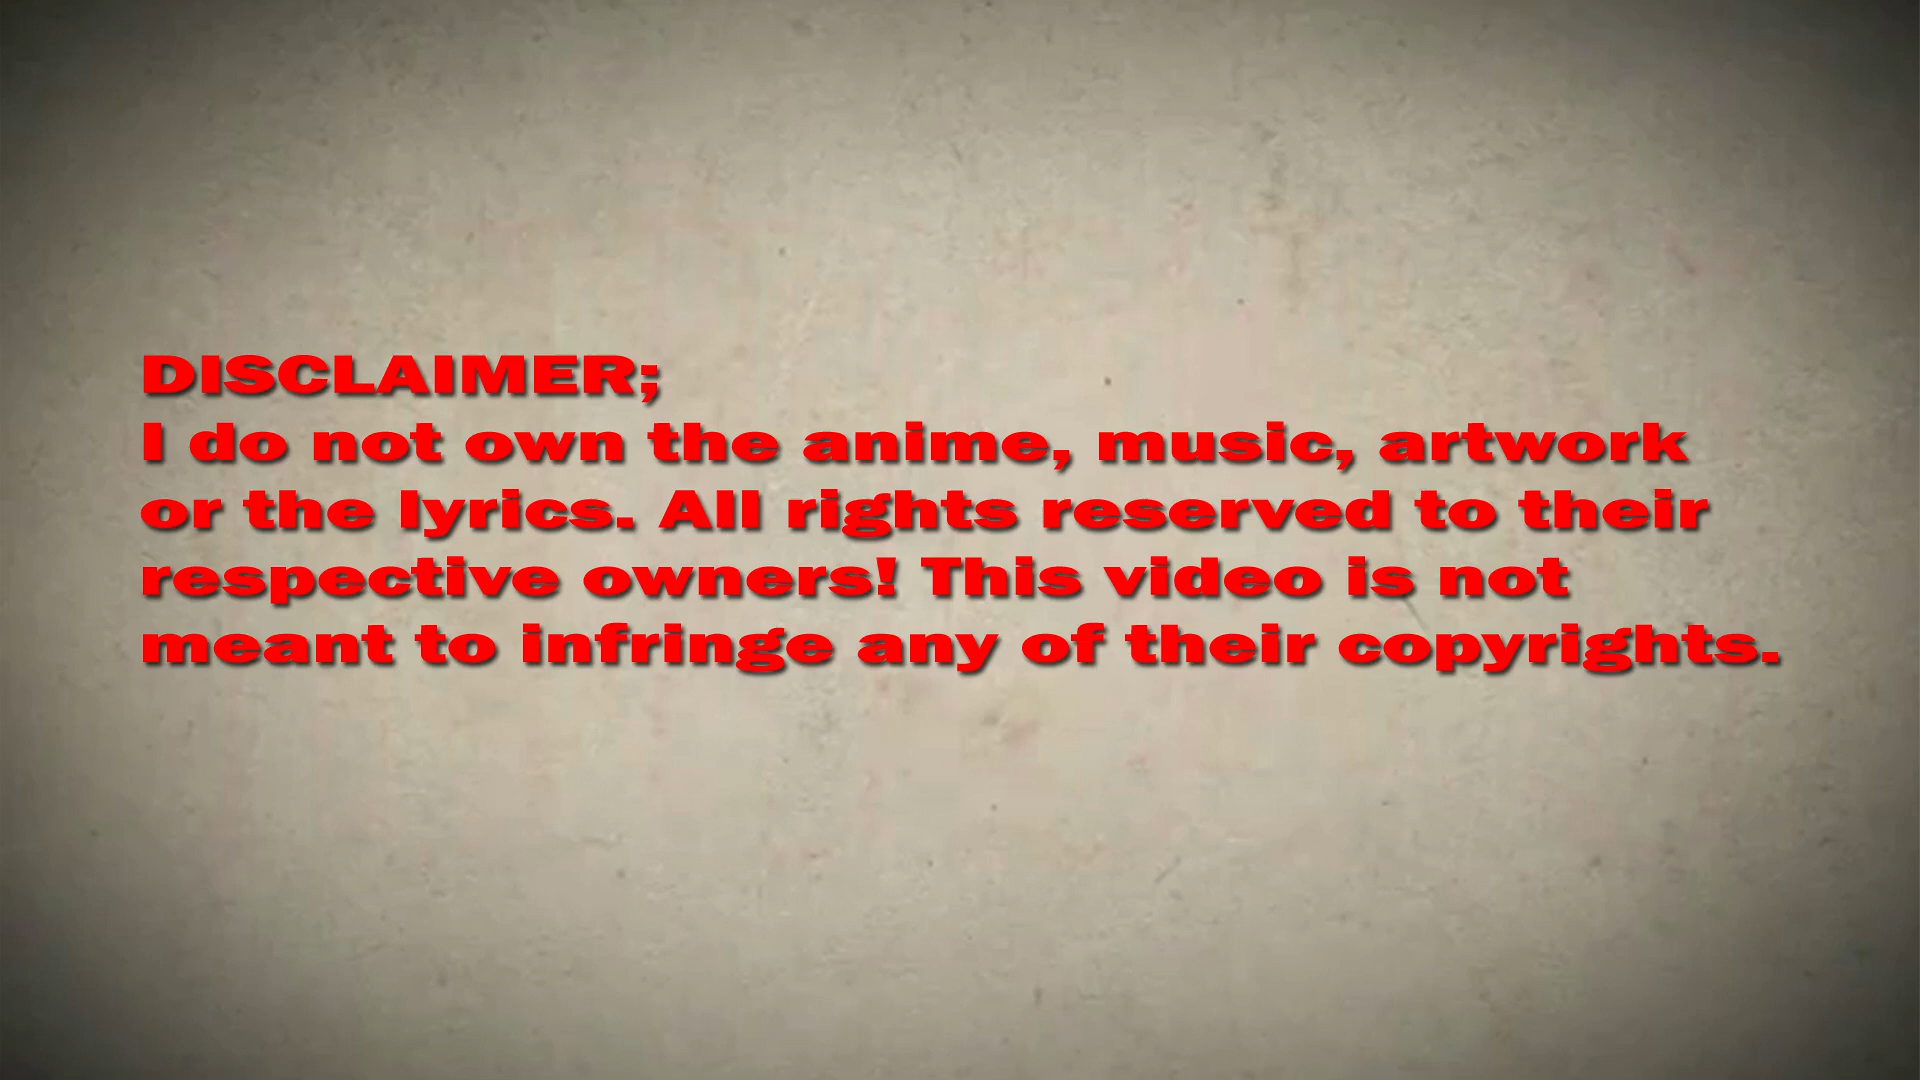 DISCLAIMER;
I do not own the anime, music, artwork
or the lyrics. All rights reserved to their
respective owners! This video is not
meant to infringe any of their copyrights.